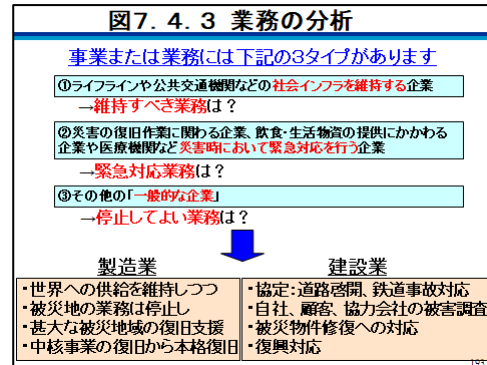 図7.4.3 業務の分析
事業または業務には下記の3タイプがあります
①ライフラインや公共交通機関などの社会インフラを維持する企業
→維持すべき業務は？
②災害の復旧作業に関わる企業、飲食・生活物資の提供にかかわる
企業や医療機関など災害時において緊急対応を行う企業
→緊急対応業務は？
③その他の「一般的な企業」
→停止してよい業務は？
製造業
・世界への供給を維持しつつ
・被災地の業務は停止し
・甚大な被災地域の復旧支援
・中核事業の復旧から本格復旧
建設業
・協定：道路啓開、鉄道事故対応
・自社、顧客、協力会社の被害調査
・被災物件修復への対応
・復興対応
193